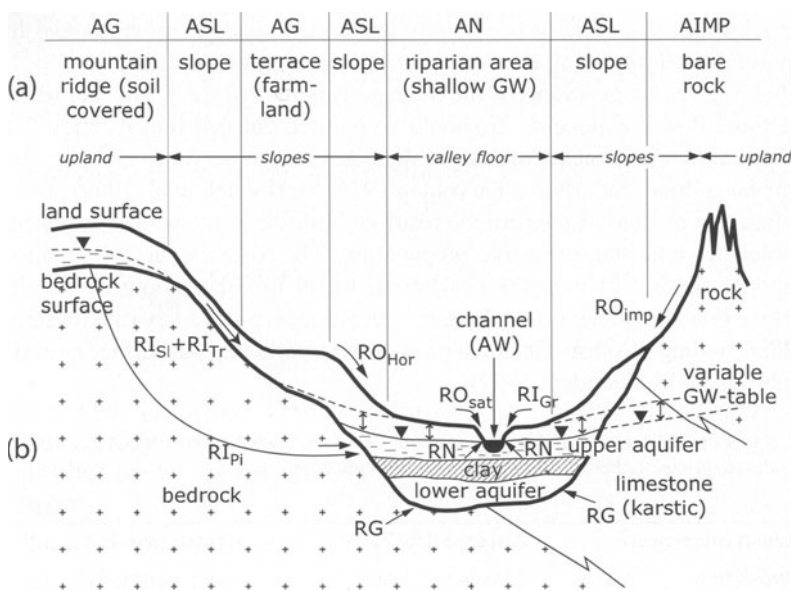 AG ASL AG ASL AN ASL AIMP
(a)
mountain ridge (soil covered)
slope
terrace (farm-land)
slope
riparian area (shallow GW)
slope
bare rock
upland slopes valley floor slopes upland
land surface
bedrock surface
RO_imp
rock
channel (AW)
RI_SI+RI_Tr
RO_Hor
RO_sat
RI_Gr
variable GW-table
(b)
RI_Pi
RN
RN
upper aquifer
clay
bedrock
lower aquifer
limestone (karstic)
RG
RG